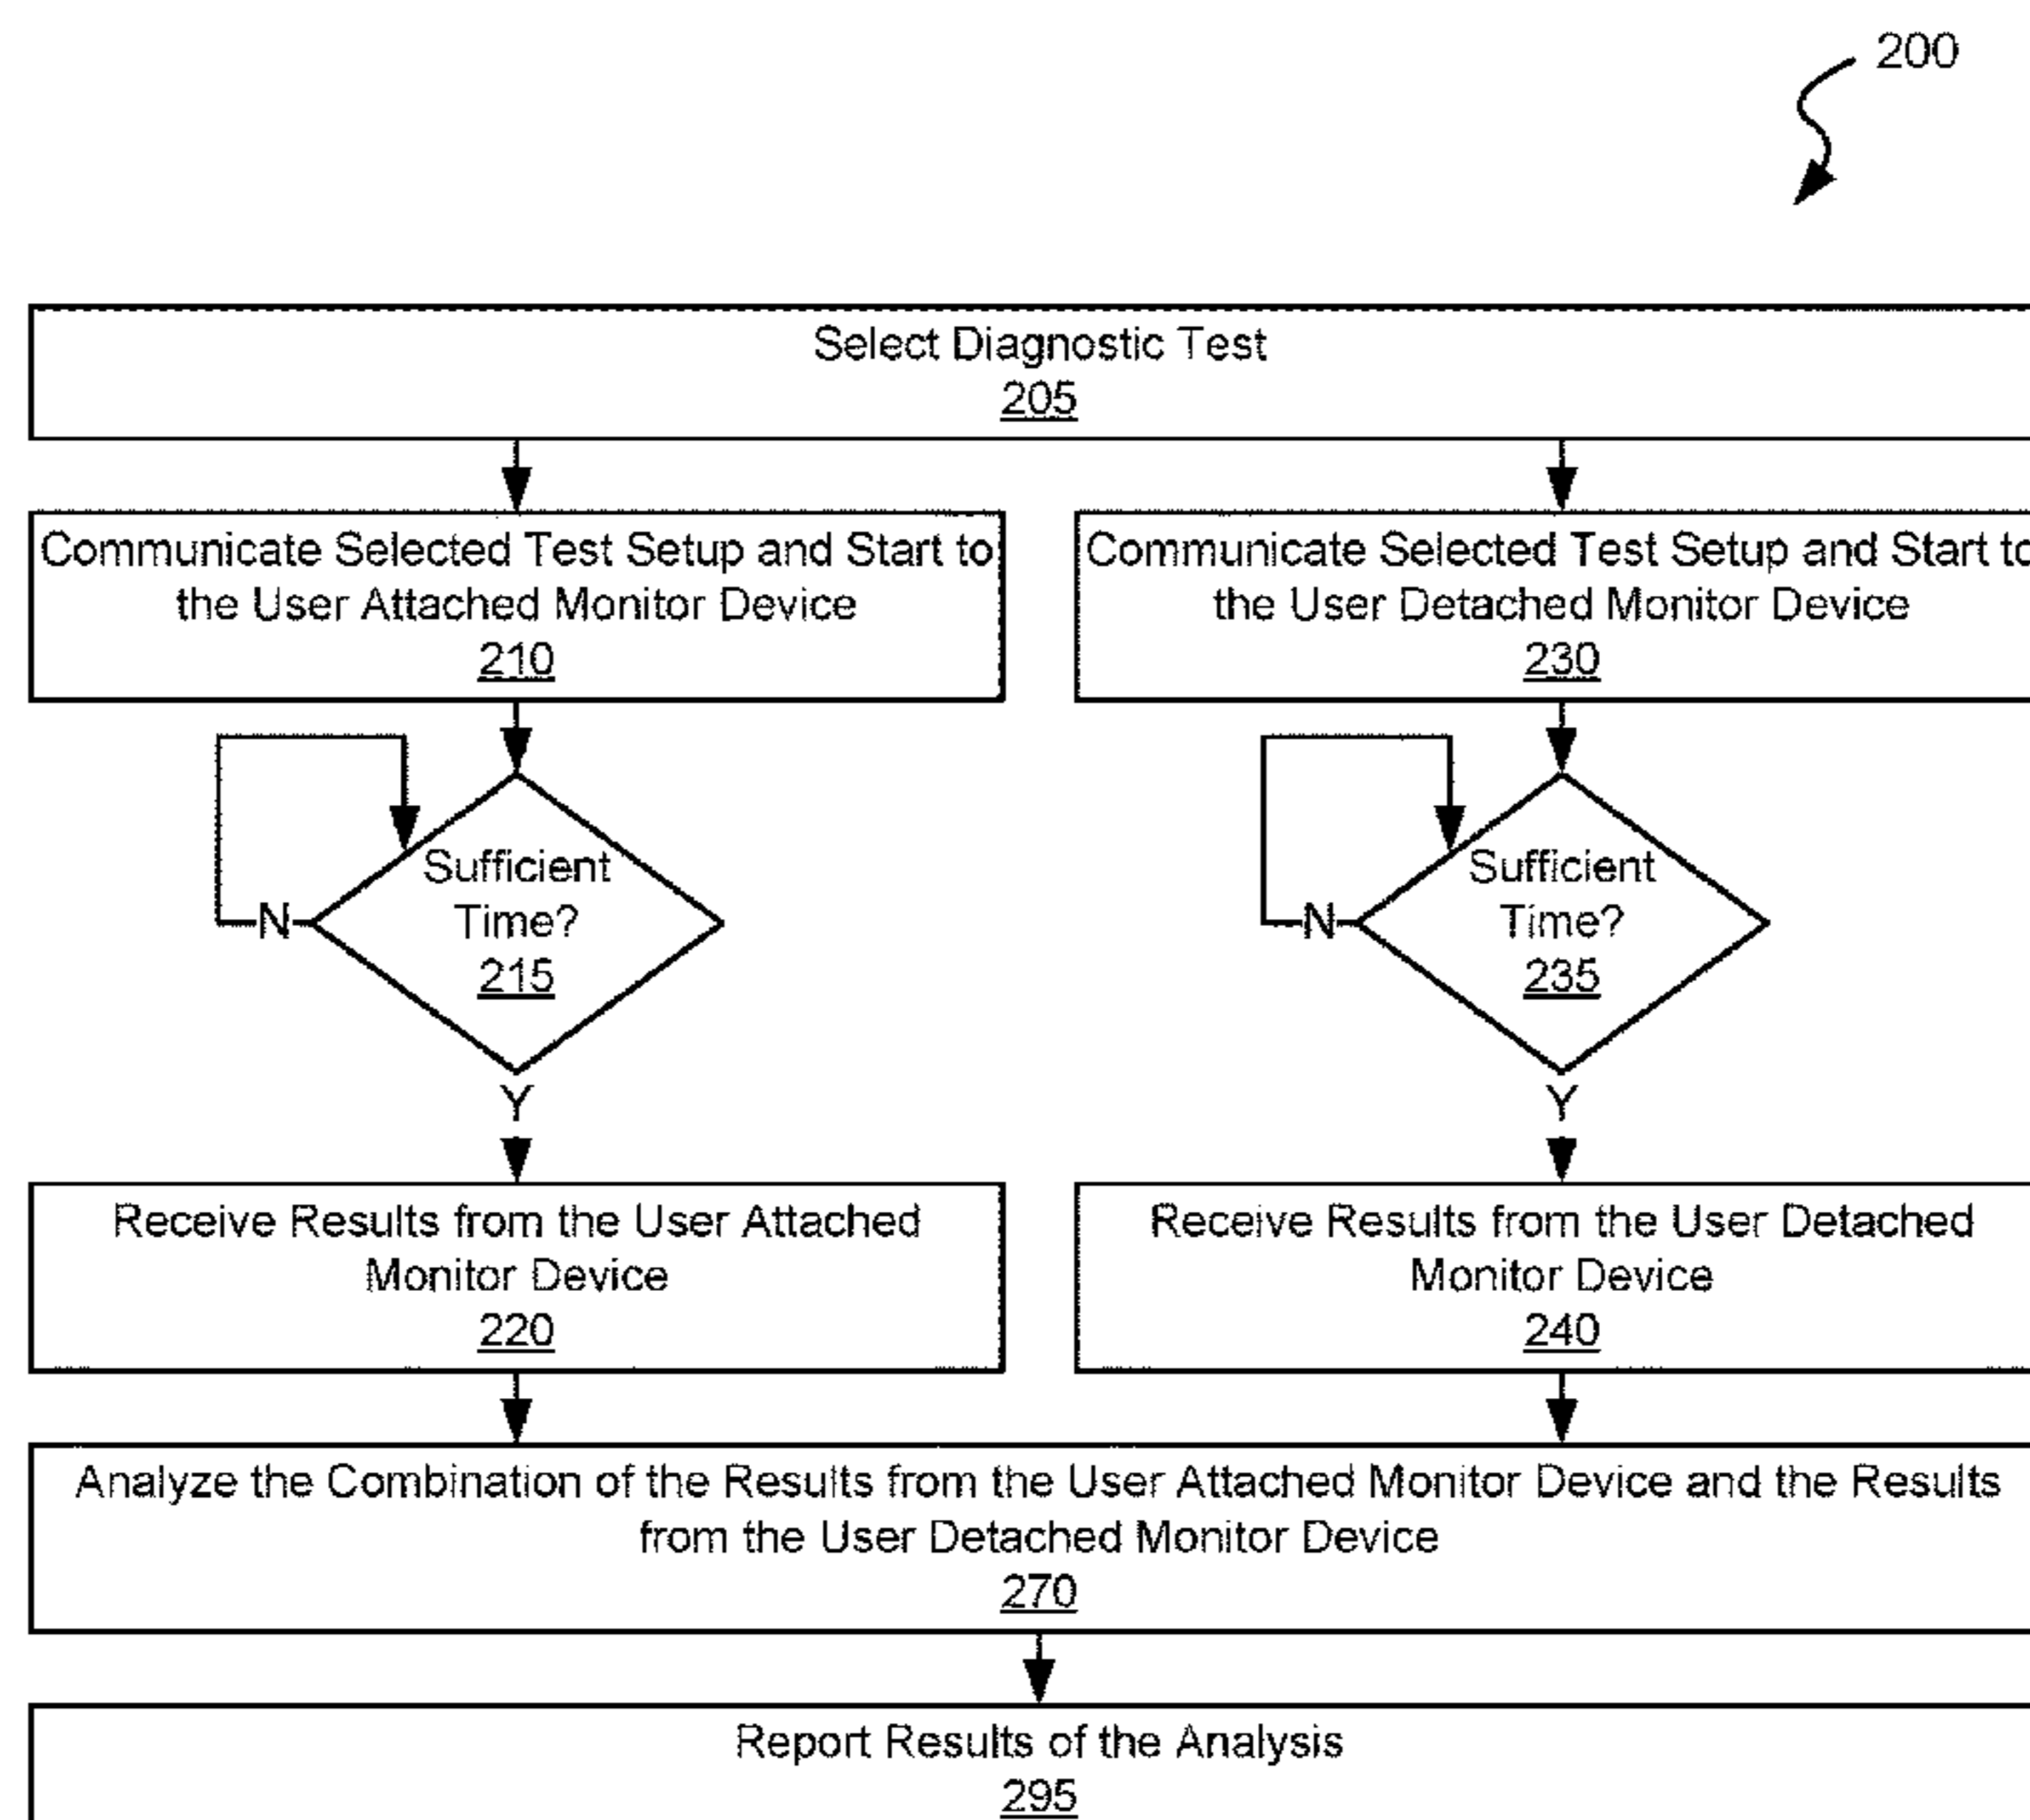 200
Select Diagnostic Test
205
Communicate Selected Test Setup and Start to
the User Attached Monitor Device
210
Communicate Selected Test Setup and Start to
the User Detached Monitor Device
230
Sufficient
Time?
215
N
Y
Sufficient
Time?
235
N
Y
Receive Results from the User Attached
Monitor Device
220
Receive Results from the User Detached
Monitor Device
240
Analyze the Combination of the Results from the User Attached Monitor Device and the Results
from the User Detached Monitor Device
270
Report Results of the Analysis
295